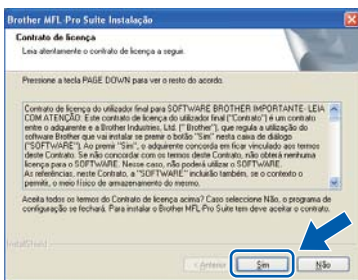 Brother MFL-Pro Suite Instalação
Contrato de licença
Leia atentamente o contrato de licença a seguir.
Pressione a tecla PAGE DOWN para ver o resto do acordo.
Contrato de licença do utilizador final para SOFTWARE BROTHER IMPORTANTE- LEIA
COM ATENÇÃO: Este contrato de licença do utilizador final ("Contrato") é um contrato
entre o adquirente e a Brother Industries, Ltd. ("Brother"), que regula a utilização do
software Brother que vai instalar se premir o botão "Sim" nesta caixa de diálogo
("SOFTWARE"). Ao premir "Sim", o adquirente concorda em ficar vinculado aos termos
deste Contrato. Se não concordar com os termos deste Contrato, não obterá nenhuma
licença para o SOFTWARE. Nesse caso, não poderá utilizar o SOFTWARE.
As referências, neste Contrato, a "SOFTWARE" incluirão também, se o contexto o
permitir, o meio físico de armazenamento do mesmo.
Aceita todos os termos do Contrato de licença acima? Caso seleccione Não, o programa de
configuração se fechará. Para instalar o Brother MFL-Pro Suite tem deve aceitar o contrato.
InstallShield
< Anterior
Sim
Não